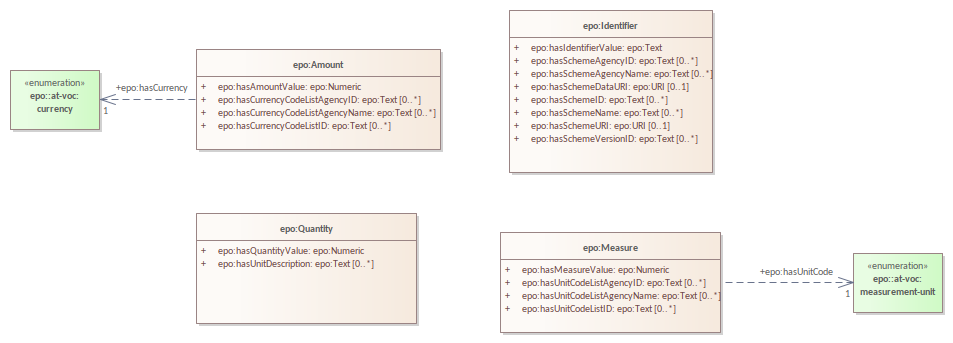 «enumeration»
epo::at-voc:
currency
+epo:hasCurrency
1
epo:Amount
+ epo:hasAmountValue: epo:Numeric
+ epo:hasCurrencyCodeListAgencyID: epo:Text [0..*]
+ epo:hasCurrencyCodeListAgencyName: epo:Text [0..*]
+ epo:hasCurrencyCodeListID: epo:Text [0..*]
epo:Identifier
+ epo:hasIdentifierValue: epo:Text
+ epo:hasSchemeAgencyID: epo:Text [0..*]
+ epo:hasSchemeAgencyName: epo:Text [0..*]
+ epo:hasSchemeDataURI: epo:URI [0..1]
+ epo:hasSchemeID: epo:Text [0..*]
+ epo:hasSchemeName: epo:Text [0..*]
+ epo:hasSchemeURI: epo:URI [0..1]
+ epo:hasSchemeVersionID: epo:Text [0..*]
epo:Quantity
+ epo:hasQuantityValue: epo:Numeric
+ epo:hasUnitDescription: epo:Text [0..*]
epo:Measure
+ epo:hasMeasureValue: epo:Numeric
+ epo:hasUnitCodeListAgencyID: epo:Text [0..*]
+ epo:hasUnitCodeListAgencyName: epo:Text [0..*]
+ epo:hasUnitCodeListID: epo:Text [0..*]
+epo:hasUnitCode
1
«enumeration»
epo::at-voc:
measurement-unit